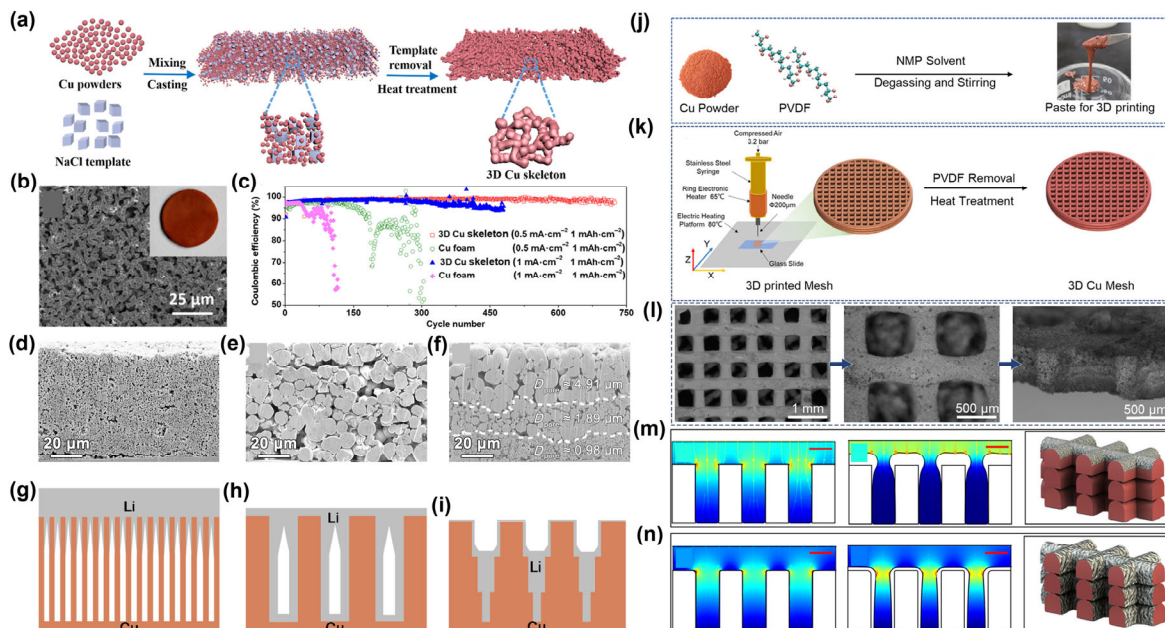 (a)
Cu powders
NaCl template
Mixing
Casting
Template
removal
Heat treatment
3D Cu skeleton
(b)
25 μm
(c)
Coulombic efficiency (%)
110
100
90
80
70
60
50
0
150
300
450
600
750
Cycle number
3D Cu skeleton (0.5 mA·cm⁻² 1 mAh·cm⁻²)
Cu foam (0.5 mA·cm⁻² 1 mAh·cm⁻²)
3D Cu skeleton (1 mA·cm⁻² 1 mAh·cm⁻²)
Cu foam (1 mA·cm⁻² 1 mAh·cm⁻²)
(d)
20 μm
(e)
20 μm
(f)
D pore ≈ 4.91 μm
D pore ≈ 1.89 μm
D pore ≈ 0.98 μm
20 μm
(g)
Li
Cu
(h)
Li
Cu
(i)
Li
Cu
(j)
Cu Powder
PVDF
NMP Solvent
Degassing and Stirring
Paste for 3D printing
(k)
Compressed Air
3.2 bar
Stainless Steel
Syringe
Ring Electronic
Heater 65℃
Needle
Φ200μm
Electric Heating
Platform 80℃
Glass Slide
Z
Y
X
3D printed Mesh
PVDF Removal
Heat Treatment
3D Cu Mesh
(l)
1 mm
500 μm
500 μm
(m)
(n)